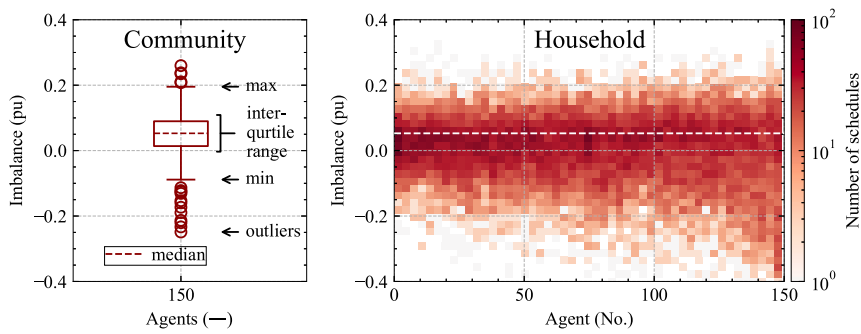 Community
Imbalance (pu)
0.4
0.2
0.0
−0.2
−0.4
max
inter-
qurtile
range
min
outliers
median
150
Agents (—)
Household
Imbalance (pu)
0.4
0.2
0.0
−0.2
−0.4
0
50
100
150
Agent (No.)
10²
10¹
10⁰
Number of schedules